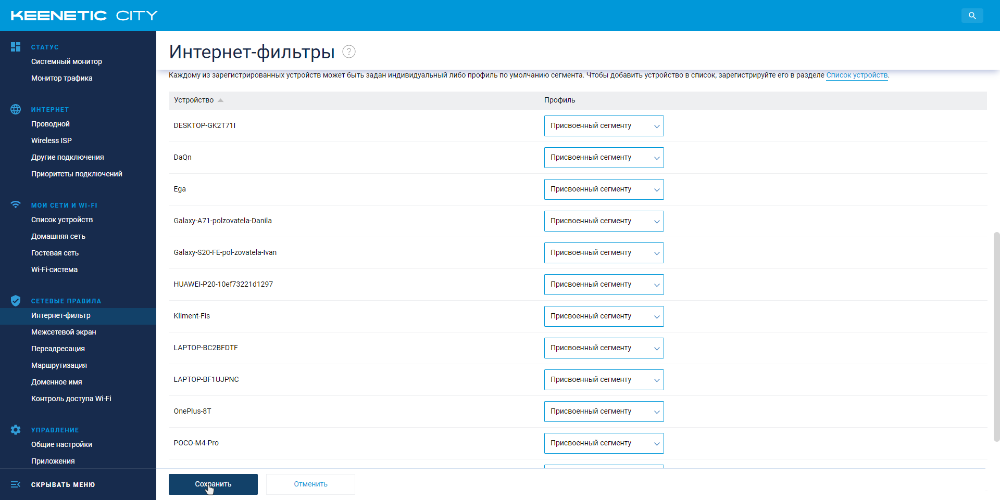 KEENETIC CITY
СТАТУС
Системный монитор
Монитор трафика
ИНТЕРНЕТ
Проводной
Wireless ISP
Другие подключения
Приоритеты подключений
МОИ СЕТИ И WI-FI
Список устройств
Домашняя сеть
Гостевая сеть
Wi-Fi-система
СЕТЕВЫЕ ПРАВИЛА
Интернет-фильтр
Межсетевой экран
Переадресация
Маршрутизация
Доменное имя
Контроль доступа Wi-Fi
УПРАВЛЕНИЕ
Общие настройки
Приложения
СКРЫВАТЬ МЕНЮ
Интернет-фильтры ?
Каждому из зарегистрированных устройств может быть задан индивидуальный либо профиль по умолчанию сегмента. Чтобы добавить устройство в список, зарегистрируйте его в разделе Список устройств.
Устройство Профиль
DESKTOP-GK2T71I Присвоенный сегменту
DaQn Присвоенный сегменту
Ega Присвоенный сегменту
Galaxy-A71-polzovatela-Danila Присвоенный сегменту
Galaxy-S20-FE-pol-zovatela-Ivan Присвоенный сегменту
HUAWEI-P20-10ef73221d1297 Присвоенный сегменту
Kliment-Fis Присвоенный сегменту
LAPTOP-BC2BFDTF Присвоенный сегменту
LAPTOP-BF1UJPNC Присвоенный сегменту
OnePlus-8T Присвоенный сегменту
POCO-M4-Pro Присвоенный сегменту
Сохранить Отменить